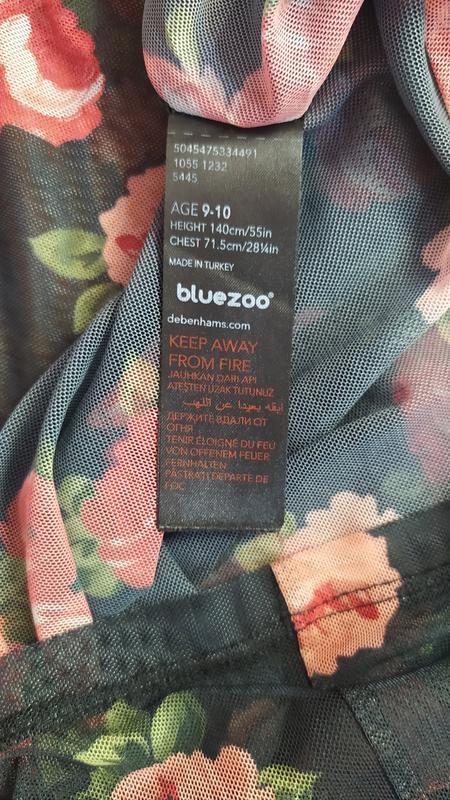 5045475334491
1055 1232
5445
AGE 9-10
HEIGHT 140cm/55in
CHEST 71.5cm/28¼in
MADE IN TURKEY
bluezoo®
debenhams.com
KEEP AWAY
FROM FIRE
JAUHKAN DARI API
ATEŞTEN UZAK TUTUNUZ
إبقه بعيدا عن اللهب
ДЕРЖИТЕ ВДАЛИ ОТ
ОГНЯ
TENIR ÉLOIGNÉ DU FEU
VON OFFENEM FEUER
FERNHALTEN
PĂSTRAȚI DEPARTE DE
FOC